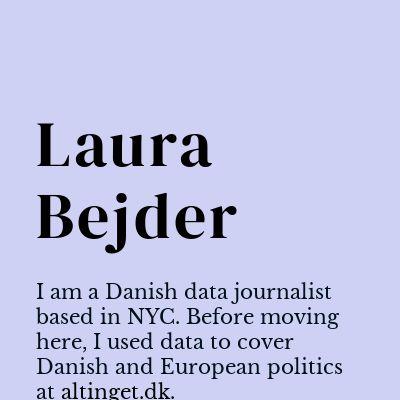 Laura
Bejder
I am a Danish data journalist
based in NYC. Before moving
here, I used data to cover
Danish and European politics
at altinget.dk.